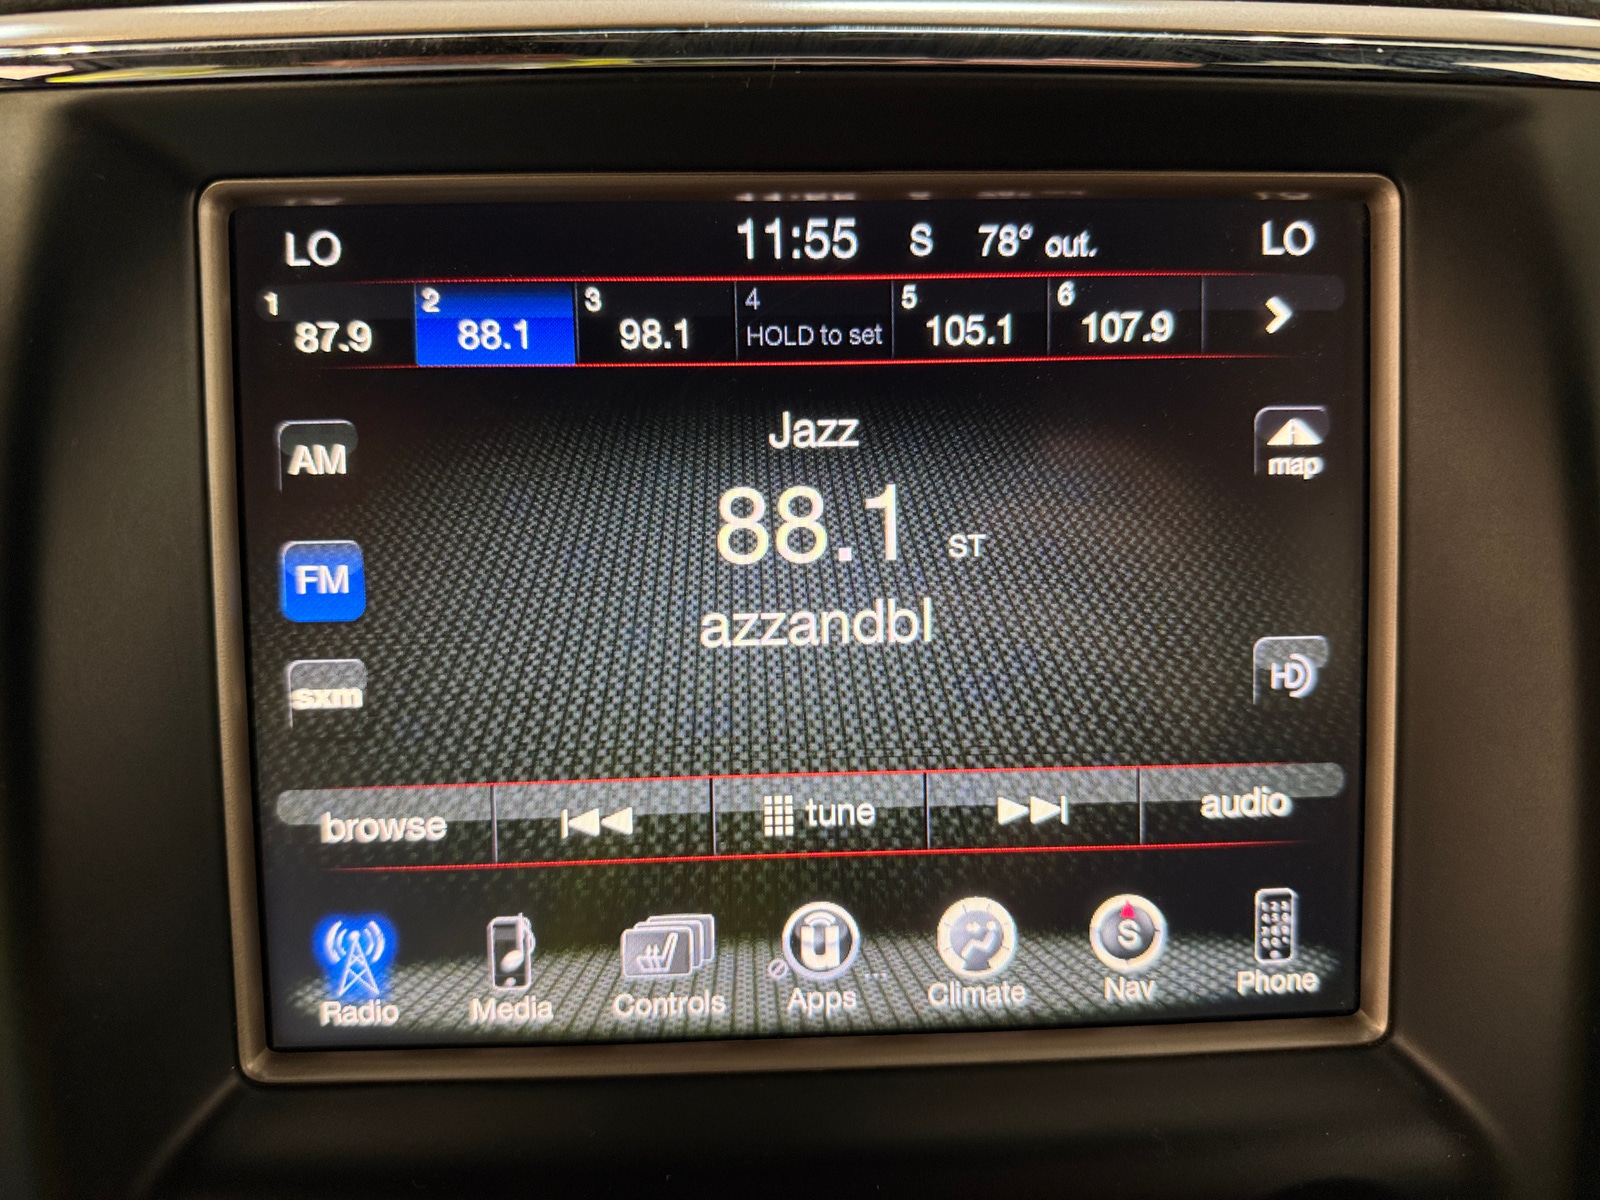 LO 11:55 S 78° out. LO
1 87.9 2 88.1 3 98.1 4 HOLD to set 5 105.1 6 107.9
Jazz
AM
map
88.1 ST
FM
azzandbl
sxm
HD
browse tune audio
Radio Media Controls Apps Climate Nav Phone
S